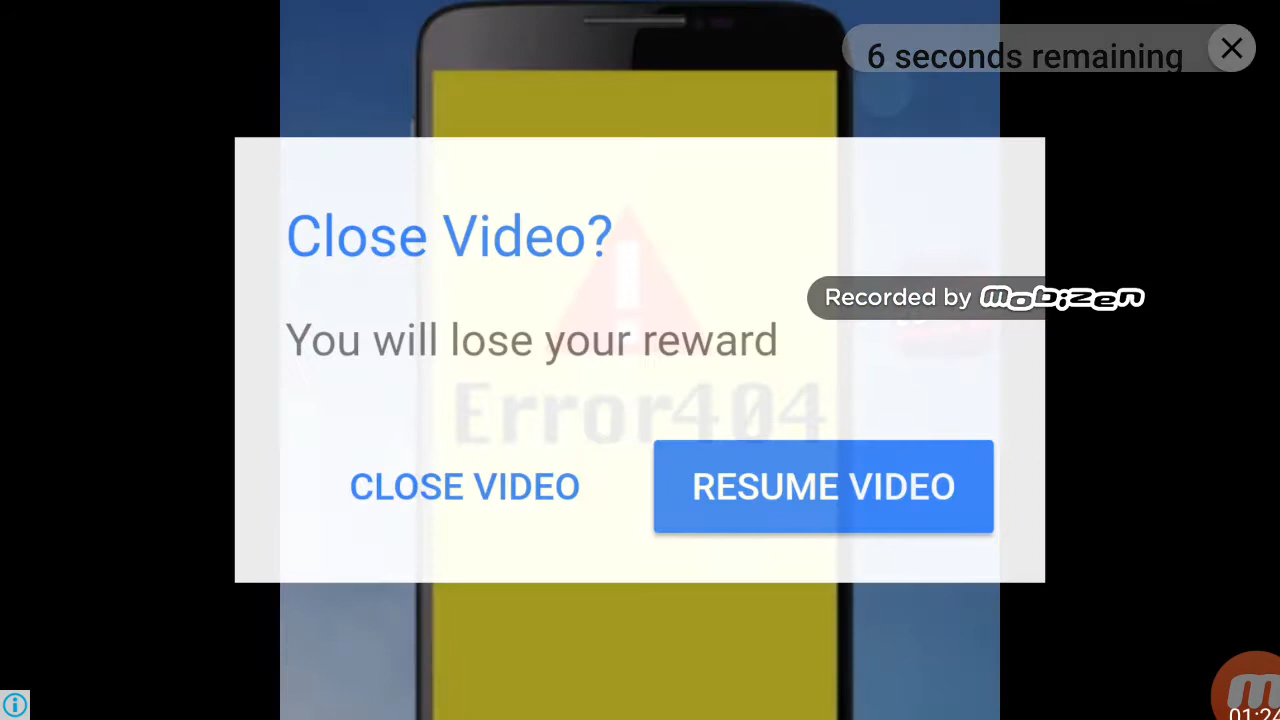 6 seconds remaining
Close Video?
Recorded by mobizen
You will lose your reward
Error404
CLOSE VIDEO
RESUME VIDEO